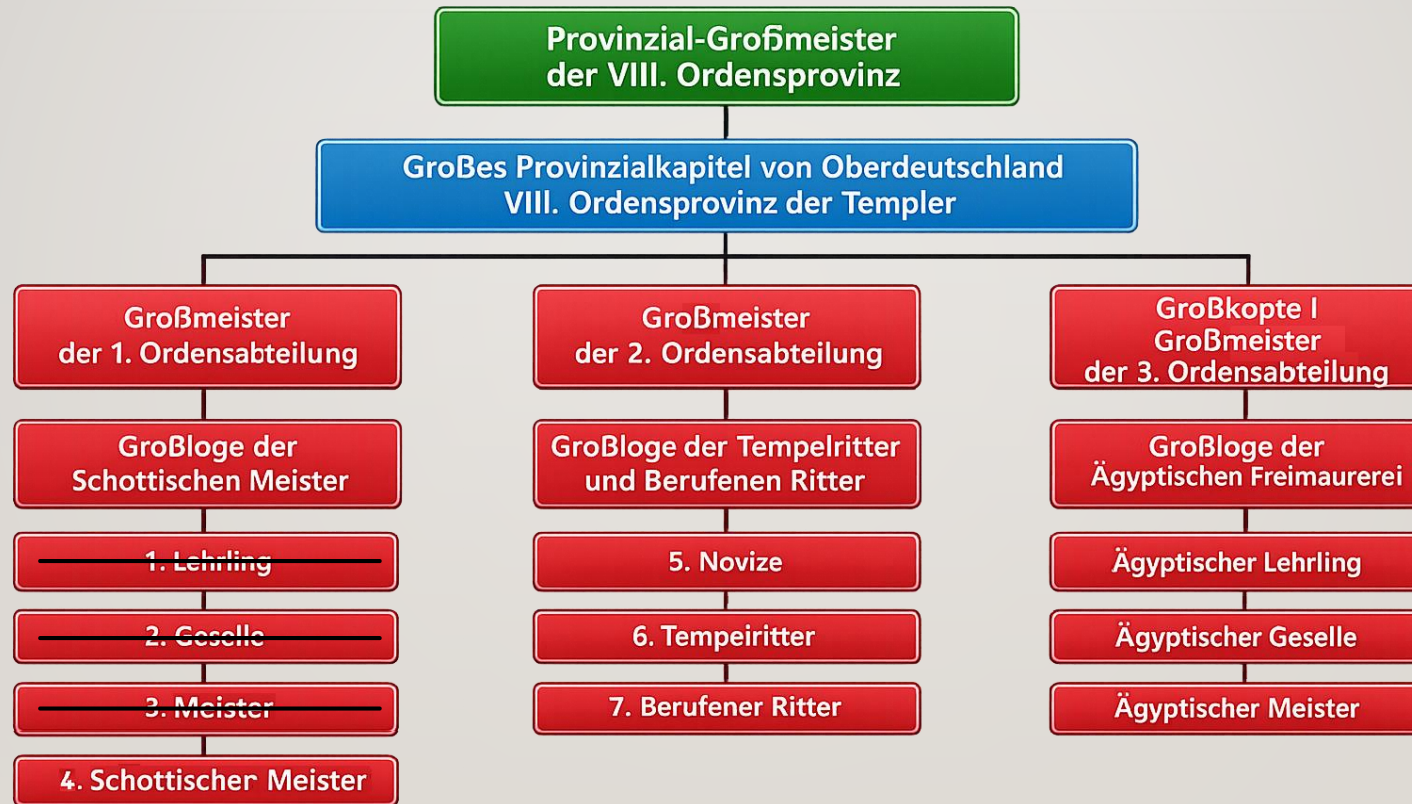 Provinzial-Großmeister
der VIII. Ordensprovinz
Großes Provinzialkapitel von Oberdeutschland
VIII. Ordensprovinz der Templer
Großmeister
der 1. Ordensabteilung
Großloge der
Schottischen Meister
1. Lehrling
2. Geselle
3. Meister
4. Schottischer Meister
Großmeister
der 2. Ordensabteilung
Großloge der Tempelritter
und Berufenen Ritter
5. Novize
6. Tempeiritter
7. Berufener Ritter
Großkopte I
Großmeister
der 3. Ordensabteilung
Großloge der
Ägyptischen Freimaurerei
Ägyptischer Lehrling
Ägyptischer Geselle
Ägyptischer Meister